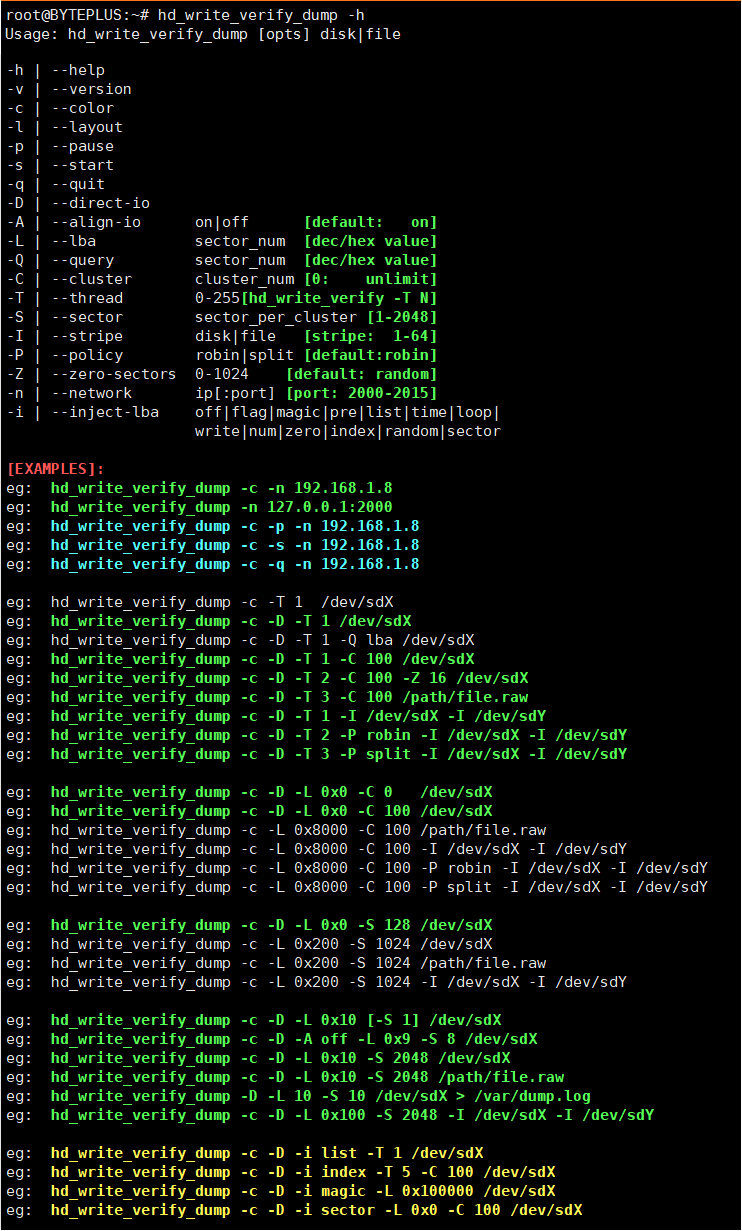 root@BYTEPLUS:~# hd_write_verify_dump -h
Usage: hd_write_verify_dump [opts] disk|file

-h | --help
-v | --version
-c | --color
-l | --layout
-p | --pause
-s | --start
-q | --quit
-D | --direct-io
-A | --align-io      on|off      [default:   on]
-L | --lba           sector_num  [dec/hex value]
-Q | --query         sector_num  [dec/hex value]
-C | --cluster       cluster_num [0:    unlimit]
-T | --thread        0-255[hd_write_verify -T N]
-S | --sector        sector_per_cluster [1-2048]
-I | --stripe        disk|file   [stripe:  1-64]
-P | --policy        robin|split [default:robin]
-Z | --zero-sectors  0-1024    [default: random]
-n | --network       ip[:port] [port: 2000-2015]
-i | --inject-lba    off|flag|magic|pre|list|time|loop|
                     write|num|zero|index|random|sector

[EXAMPLES]:
eg:  hd_write_verify_dump -c -n 192.168.1.8
eg:  hd_write_verify_dump -n 127.0.0.1:2000
eg:  hd_write_verify_dump -c -p -n 192.168.1.8
eg:  hd_write_verify_dump -c -s -n 192.168.1.8
eg:  hd_write_verify_dump -c -q -n 192.168.1.8

eg:  hd_write_verify_dump -c -T 1  /dev/sdX
eg:  hd_write_verify_dump -c -D -T 1 /dev/sdX
eg:  hd_write_verify_dump -c -D -T 1 -Q lba /dev/sdX
eg:  hd_write_verify_dump -c -D -T 1 -C 100 /dev/sdX
eg:  hd_write_verify_dump -c -D -T 2 -C 100 -Z 16 /dev/sdX
eg:  hd_write_verify_dump -c -D -T 3 -C 100 /path/file.raw
eg:  hd_write_verify_dump -c -D -T 1 -I /dev/sdX -I /dev/sdY
eg:  hd_write_verify_dump -c -D -T 2 -P robin -I /dev/sdX -I /dev/sdY
eg:  hd_write_verify_dump -c -D -T 3 -P split -I /dev/sdX -I /dev/sdY

eg:  hd_write_verify_dump -c -D -L 0x0 -C 0   /dev/sdX
eg:  hd_write_verify_dump -c -D -L 0x0 -C 100 /dev/sdX
eg:  hd_write_verify_dump -c -L 0x8000 -C 100 /path/file.raw
eg:  hd_write_verify_dump -c -L 0x8000 -C 100 -I /dev/sdX -I /dev/sdY
eg:  hd_write_verify_dump -c -L 0x8000 -C 100 -P robin -I /dev/sdX -I /dev/sdY
eg:  hd_write_verify_dump -c -L 0x8000 -C 100 -P split -I /dev/sdX -I /dev/sdY

eg:  hd_write_verify_dump -c -D -L 0x0 -S 128 /dev/sdX
eg:  hd_write_verify_dump -c -L 0x200 -S 1024 /dev/sdX
eg:  hd_write_verify_dump -c -L 0x200 -S 1024 /path/file.raw
eg:  hd_write_verify_dump -c -L 0x200 -S 1024 -I /dev/sdX -I /dev/sdY

eg:  hd_write_verify_dump -c -D -L 0x10 [-S 1] /dev/sdX
eg:  hd_write_verify_dump -c -D -A off -L 0x9 -S 8 /dev/sdX
eg:  hd_write_verify_dump -c -D -L 0x10 -S 2048 /dev/sdX
eg:  hd_write_verify_dump -c -D -L 0x10 -S 2048 /path/file.raw
eg:  hd_write_verify_dump -D -L 10 -S 10 /dev/sdX > /var/dump.log
eg:  hd_write_verify_dump -c -D -L 0x100 -S 2048 -I /dev/sdX -I /dev/sdY

eg:  hd_write_verify_dump -c -D -i list -T 1 /dev/sdX
eg:  hd_write_verify_dump -c -D -i index -T 5 -C 100 /dev/sdX
eg:  hd_write_verify_dump -c -D -i magic -L 0x100000 /dev/sdX
eg:  hd_write_verify_dump -c -D -i sector -L 0x0 -C 100 /dev/sdX